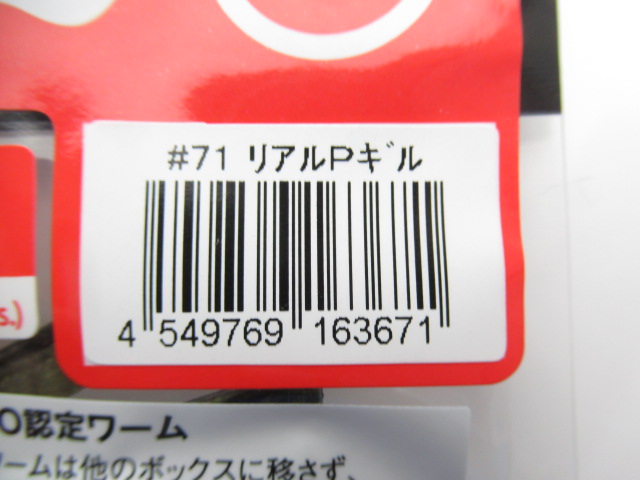 #71 リアルPギル
4 549769 163671
s.)
O認定ワーム
ームは他のボックスに移さず、